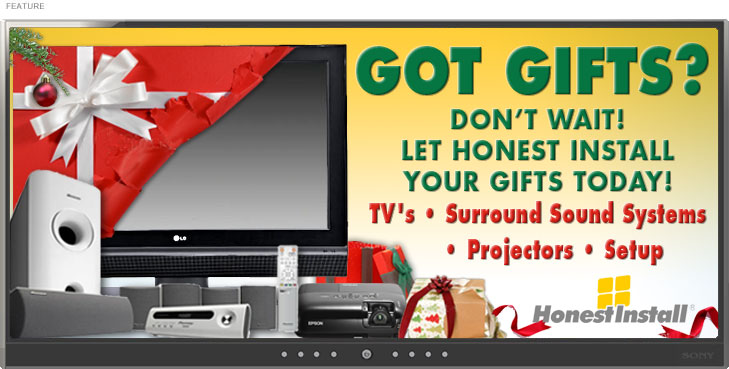 FEATURE
GOT GIFTS?
DON'T WAIT!
LET HONEST INSTALL
YOUR GIFTS TODAY!
TV's • Surround Sound Systems
• Projectors • Setup
LG
EPSON
HonestInstall®
SONY